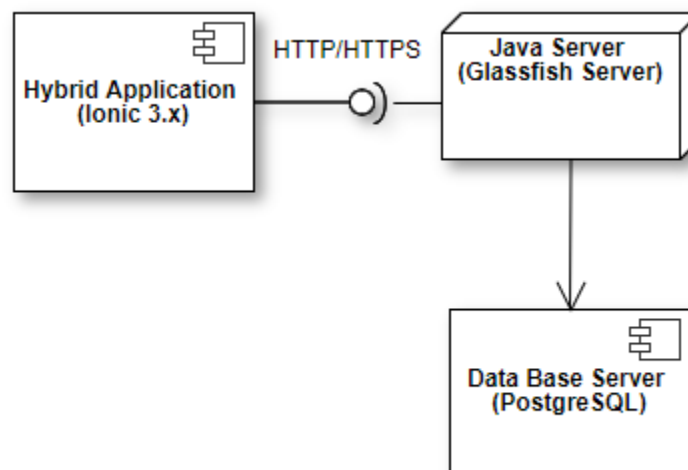 HTTP/HTTPS
Java Server
(Glassfish Server)
Hybrid Application
(Ionic 3.x)
Data Base Server
(PostgreSQL)